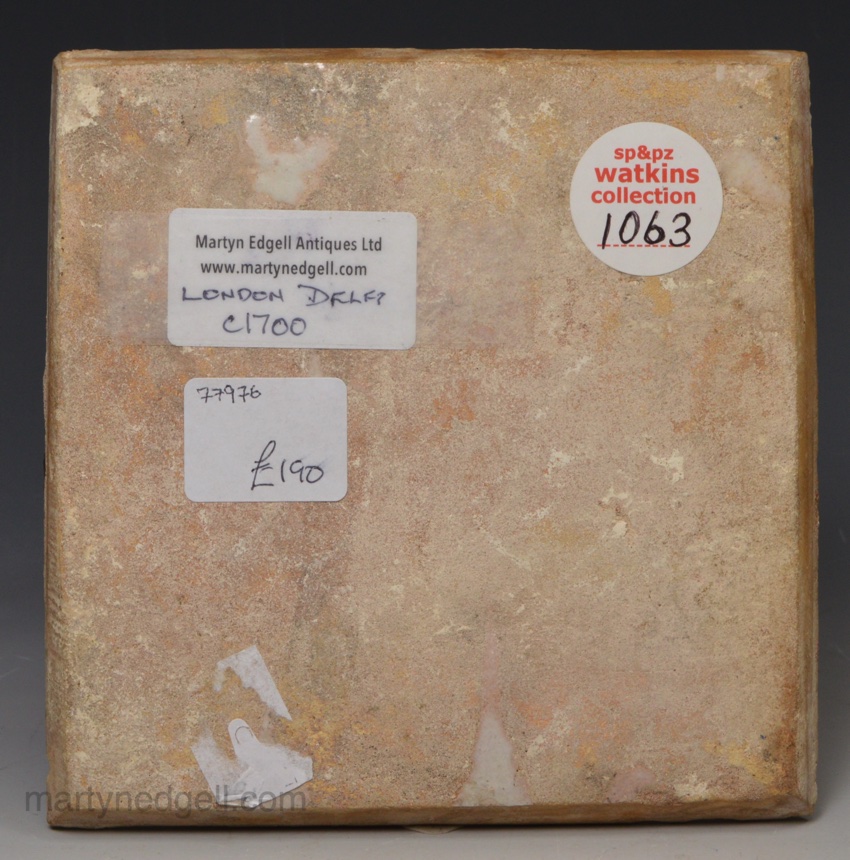 sp&pz
watkins
collection
1063
Martyn Edgell Antiques Ltd
www.martynedgell.com
LONDON DELFT
C1700
77976
£190
martynedgell.com